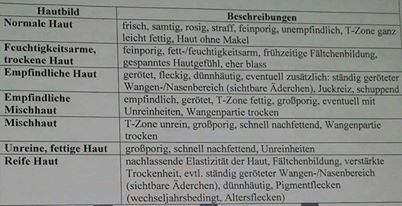 Hautbild Beschreibungen
Normale Haut frisch, samtig, rosig, straff, feinporig, unempfindlich, T-Zone ganz
leicht fettig, Haut ohne Makel
Feuchtigkeitsarme, feinporig, fett-/feuchtigkeitsarm, frühzeitige Fältchenbildung,
trockene Haut gespanntes Hautgefühl, eher blass
Empfindliche Haut gerötet, fleckig, dünnhäutig, eventuell zusätzlich: ständig geröteter
Wangen-/Nasenbereich (sichtbare Äderchen), Juckreiz, schuppend
Empfindliche empfindlich, gerötet, T-Zone fettig, großporig, eventuell mit
Mischhaut Unreinheiten, Wangenpartie trocken
Mischhaut T-Zone unrein, großporig, schnell nachfettend, Wangenpartie
trocken
Unreine, fettige Haut großporig, schnell nachfettend, Unreinheiten
Reife Haut nachlassende Elastizität der Haut, Fältchenbildung, verstärkte
Trockenheit, evtl. ständig geröteter Wangen-/Nasenbereich
(sichtbare Äderchen), dünnhäutig, Pigmentflecken
(wechseljahrsbedingt, Altersflecken)